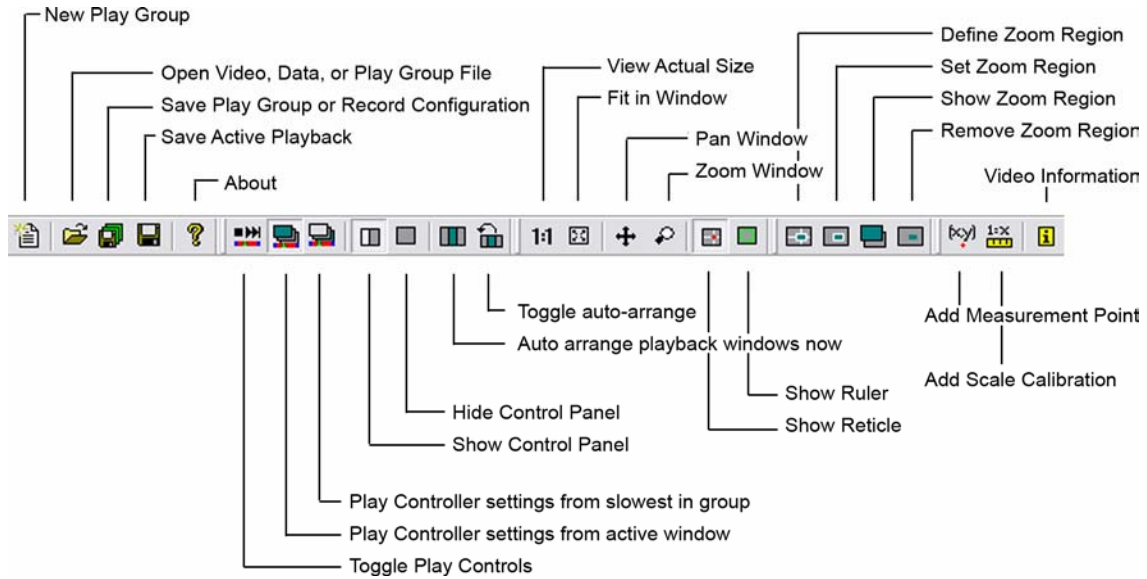 New Play Group
Open Video, Data, or Play Group File
Save Play Group or Record Configuration
Save Active Playback
About
View Actual Size
Fit in Window
Pan Window
Zoom Window
Define Zoom Region
Set Zoom Region
Show Zoom Region
Remove Zoom Region
Video Information
1:1
(x,y)
1:X
i
Toggle auto-arrange
Auto arrange playback windows now
Hide Control Panel
Show Control Panel
Play Controller settings from slowest in group
Play Controller settings from active window
Toggle Play Controls
Show Ruler
Show Reticle
Add Measurement Point
Add Scale Calibration